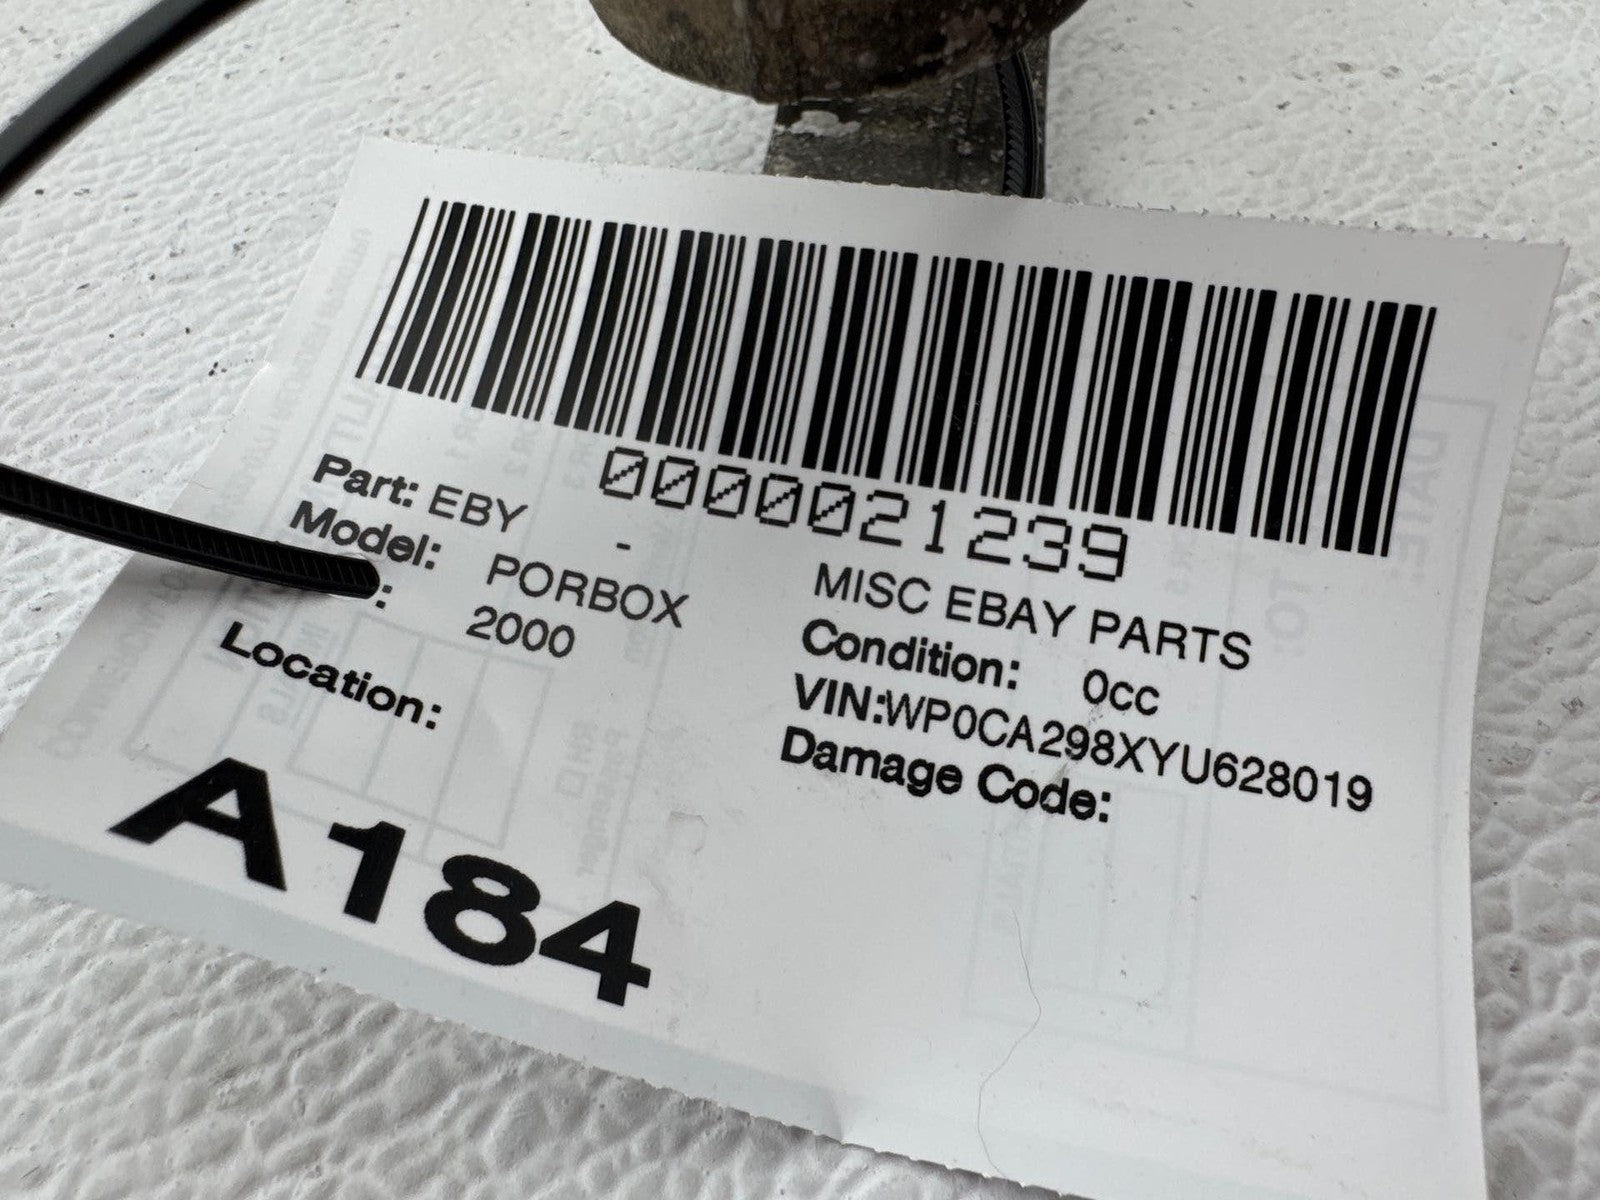 0000021239
Part: EBY -
MISC EBAY PARTS
Model: PORBOX
Condition: 0cc
: 2000
VIN:WP0CA298XYU628019
Location:
Damage Code:
A184